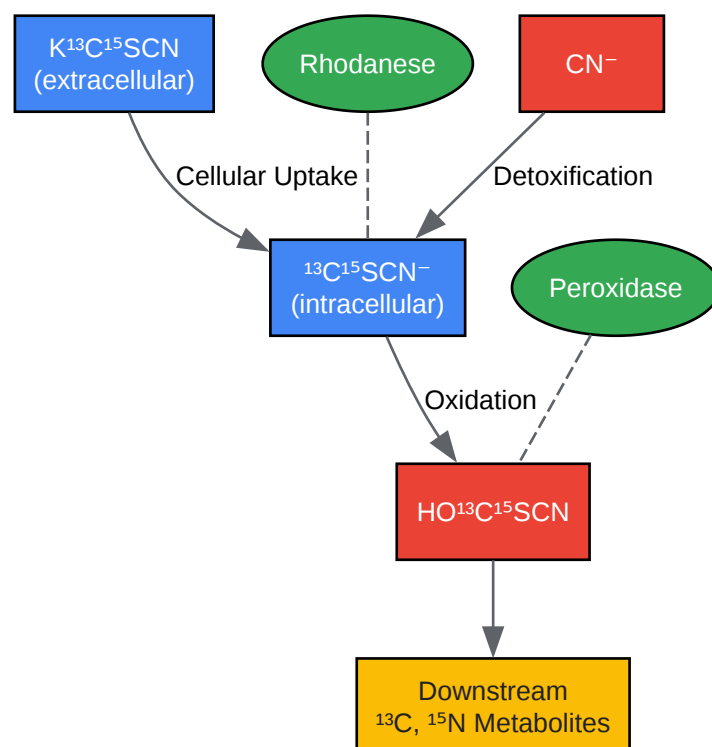 K¹³C¹⁵SCN
(extracellular)
Rhodanese
CN⁻
Cellular Uptake
Detoxification
¹³C¹⁵SCN⁻
(intracellular)
Peroxidase
Oxidation
HO¹³C¹⁵SCN
Downstream
¹³C, ¹⁵N Metabolites